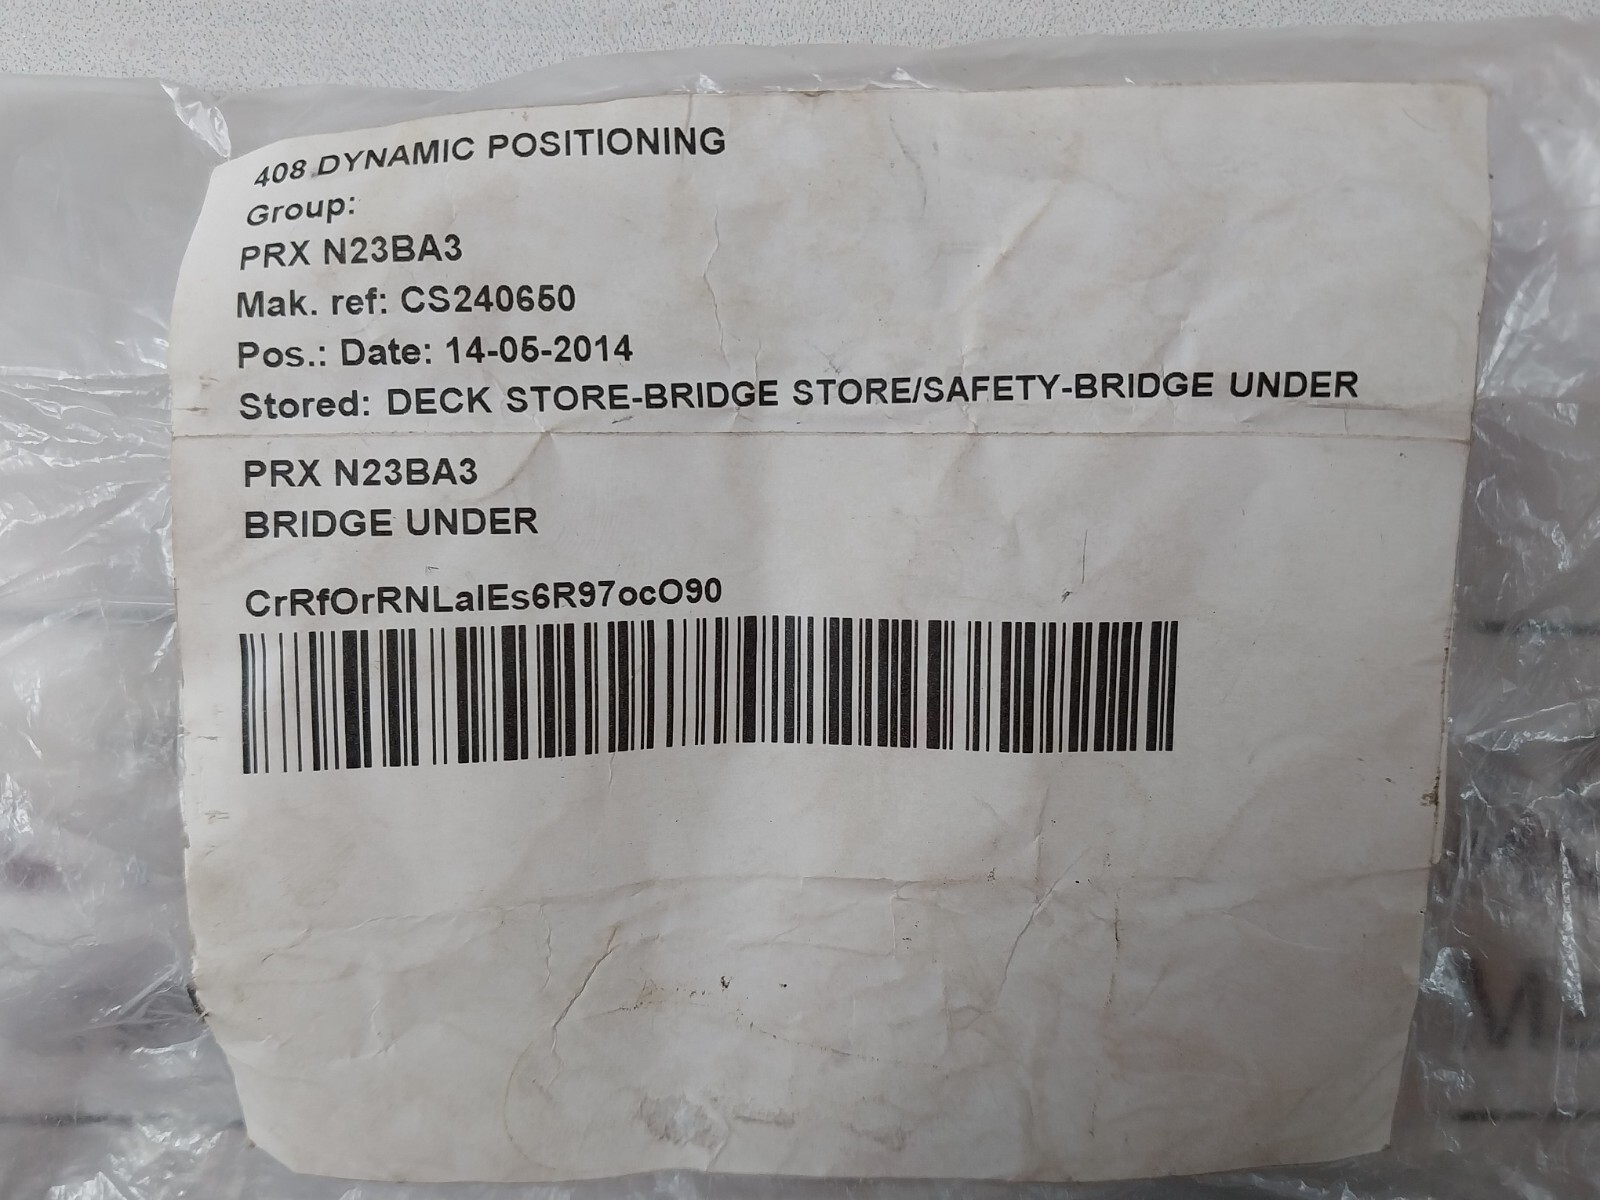 408 DYNAMIC POSITIONING
Group:
PRX N23BA3
Mak. ref: CS240650
Pos.: Date: 14-05-2014
Stored: DECK STORE-BRIDGE STORE/SAFETY-BRIDGE UNDER
PRX N23BA3
BRIDGE UNDER
CrRfOrRNLalEs6R97ocO90